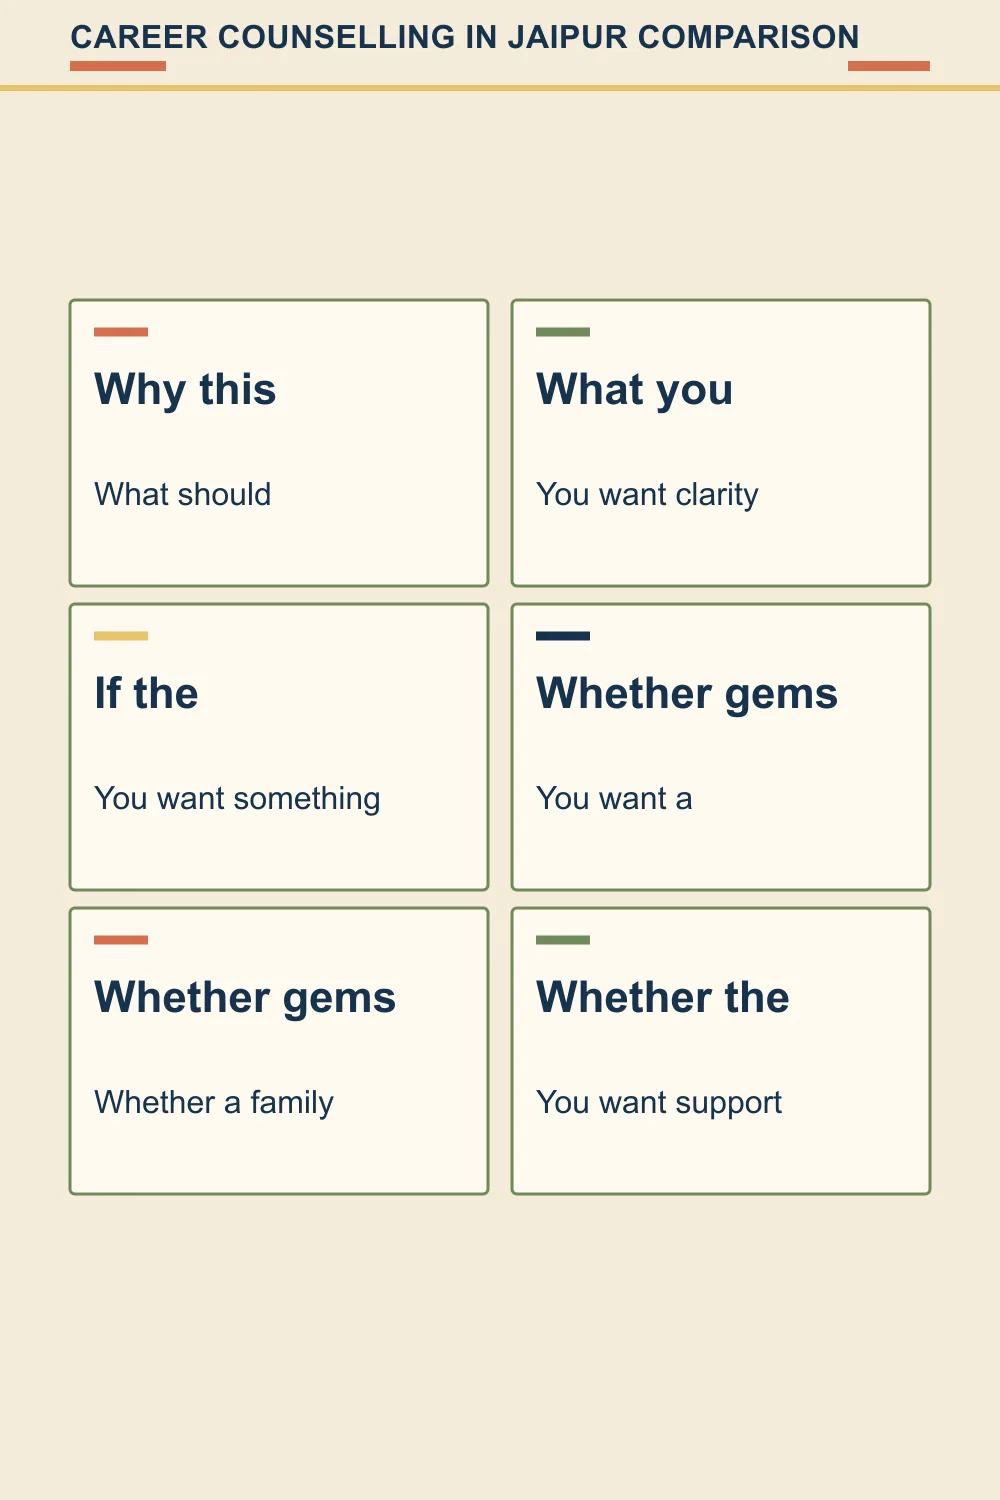 CAREER COUNSELLING IN JAIPUR COMPARISON
Why this
What should
What you
You want clarity
If the
You want something
Whether gems
You want a
Whether gems
Whether a family
Whether the
You want support